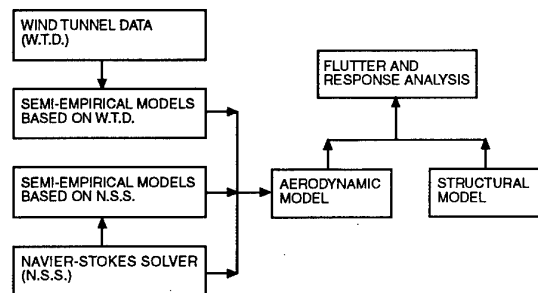 WIND TUNNEL DATA
(W.T.D.)
SEMI-EMPIRICAL MODELS
BASED ON W.T.D.
SEMI-EMPIRICAL MODELS
BASED ON N.S.S.
NAVIER-STOKES SOLVER
(N.S.S.)
FLUTTER AND
RESPONSE ANALYSIS
AERODYNAMIC
MODEL
STRUCTURAL
MODEL